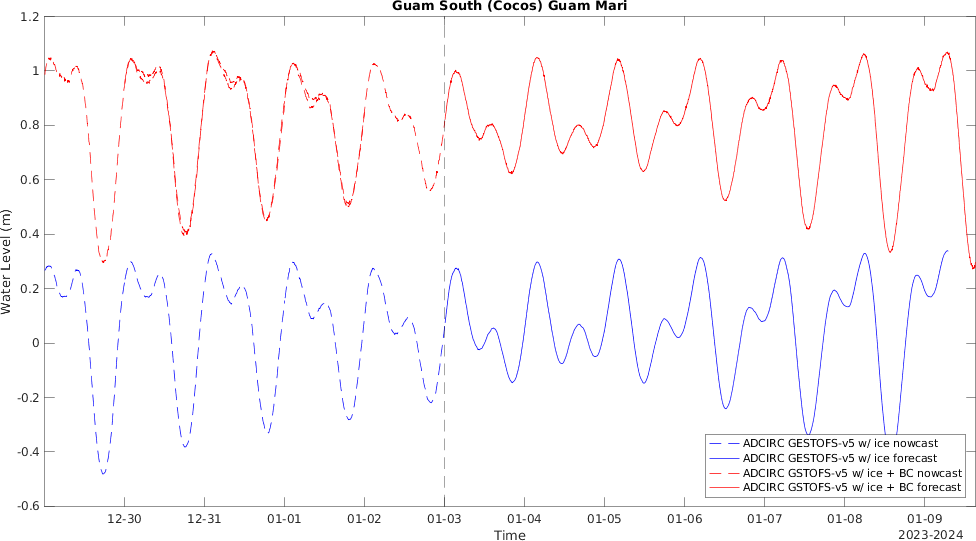 Guam South (Cocos) Guam Mari
1.2
1
0.8
0.6
0.4
0.2
0
-0.2
-0.4
-0.6
Water Level (m)
ADCIRC GESTOFS-v5 w/ ice nowcast
ADCIRC GESTOFS-v5 w/ ice forecast
ADCIRC GSTOFS-v5 w/ ice + BC nowcast
ADCIRC GSTOFS-v5 w/ ice + BC forecast
12-30 12-31 01-01 01-02 01-03 01-04 01-05 01-06 01-07 01-08 01-09
Time
2023-2024